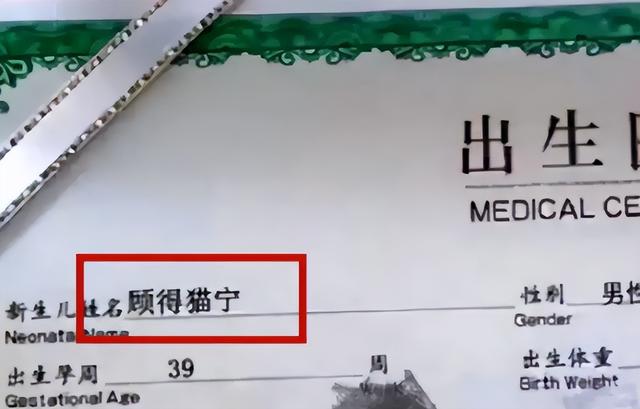 出生
MEDICAL CE
新生儿姓名 顾得猫宁 性别 男性
Neonatal Name Gender
出生孕周 39 周 出生体重
Gestational Age Birth Weight